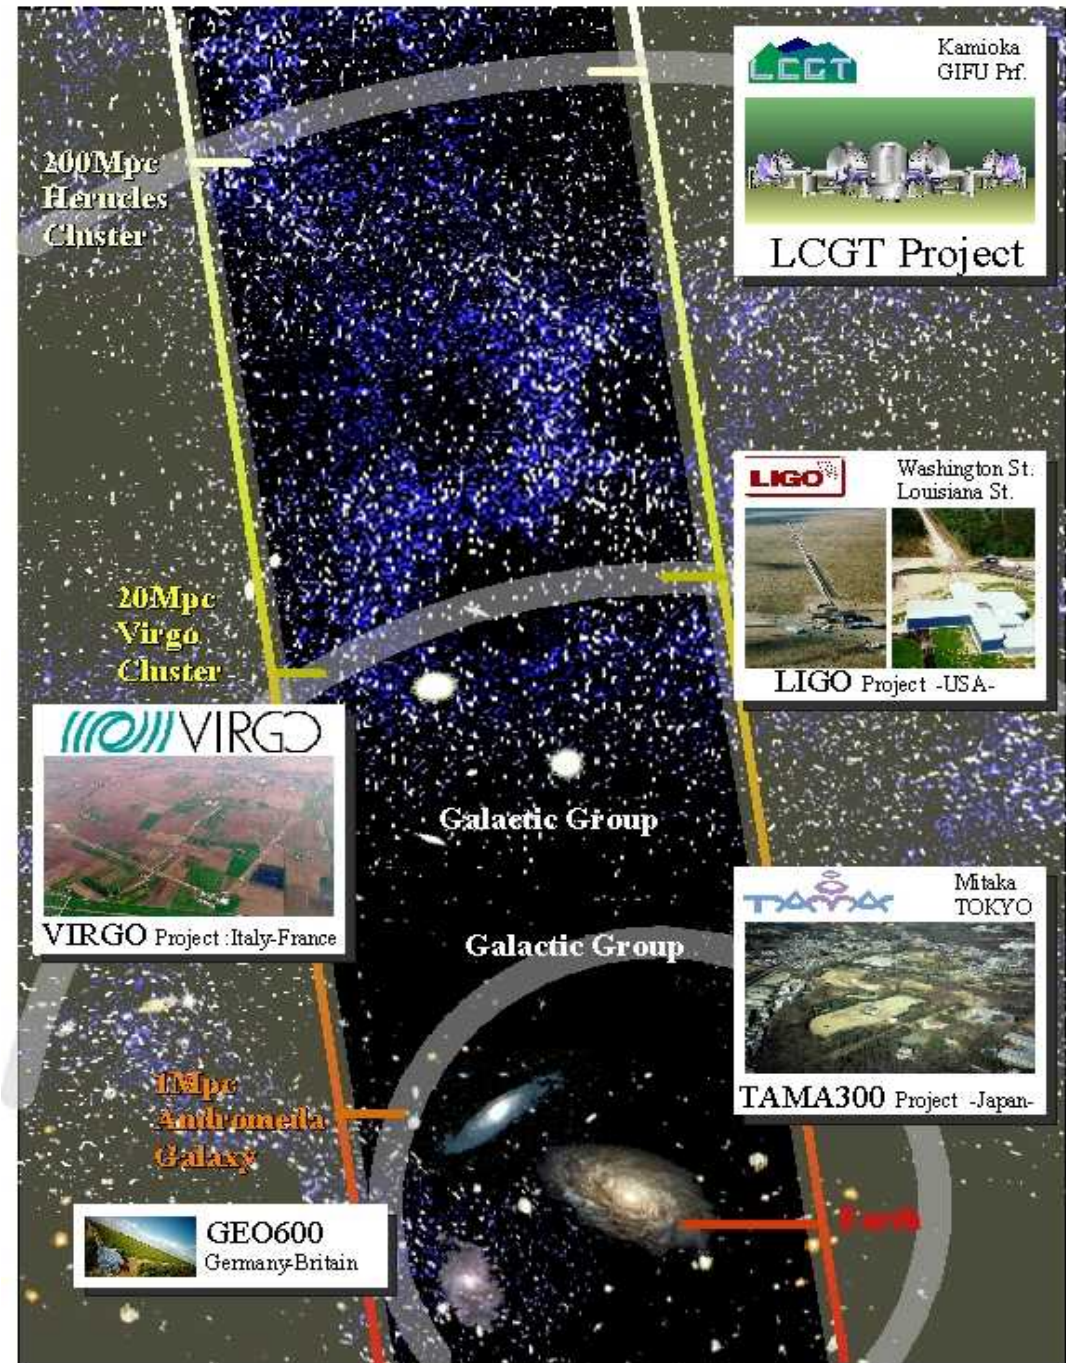 LCGT
Kamioka
GIFU Prf.
LCGT Project
200Mpc
Herucles
Cluster
LIGO
Washington St.
Louisiana St.
LIGO Project -USA-
20Mpc
Virgo
Cluster
VIRGO
VIRGO Project :Italy-France
Galactic Group
TAMA
Mitaka
TOKYO
Galactic Group
TAMA300 Project -Japan-
1Mpc
Andromeda
Galaxy
Earth
GEO600
Germany-Britain